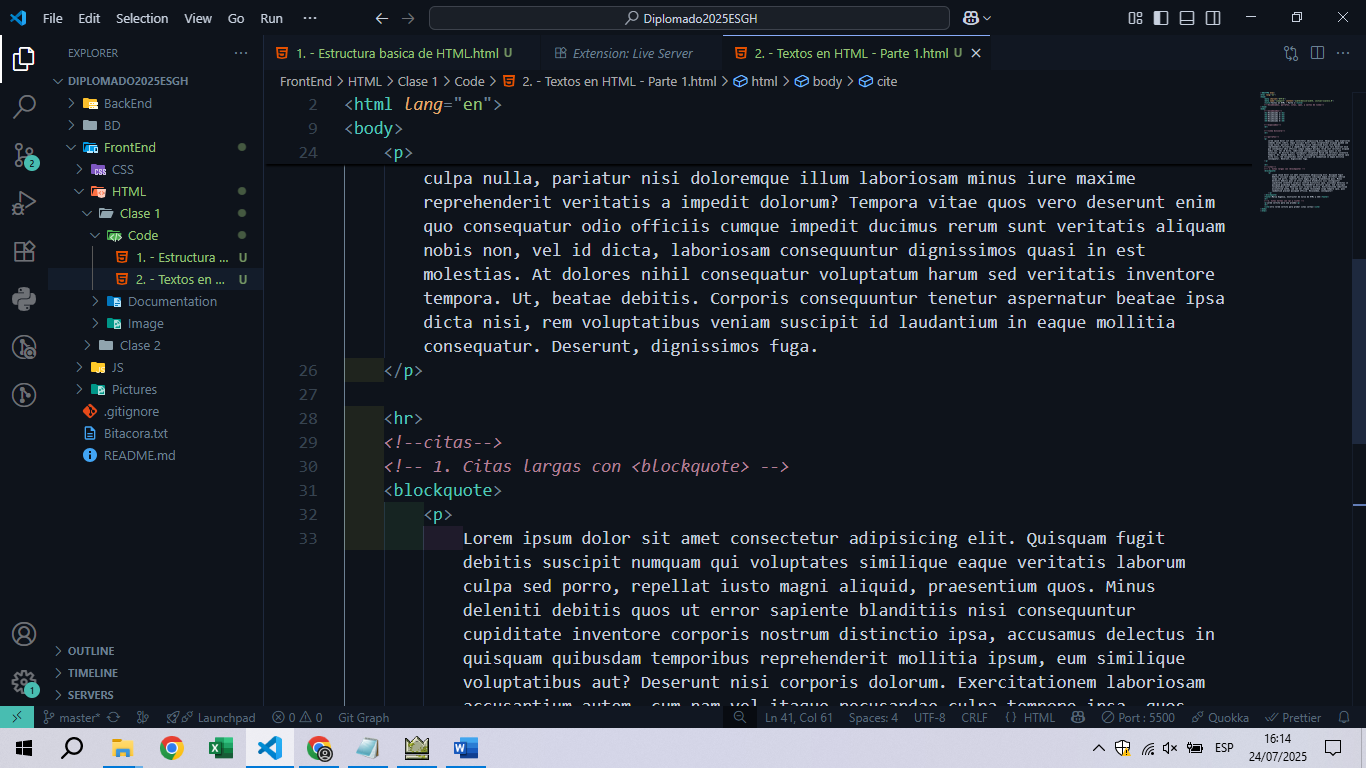 File Edit Selection View Go Run ··· Diplomado2025ESGH
EXPLORER ···
DIPLOMADO2025ESGH
BackEnd
BD
FrontEnd
CSS
HTML
Clase 1
Code
1. - Estructura ... U
2. - Textos en ... U
Documentation
Image
Clase 2
JS
Pictures
.gitignore
Bitacora.txt
README.md
OUTLINE
TIMELINE
SERVERS
2
1
1. - Estructura basica de HTML.html U Extension: Live Server 2. - Textos en HTML - Parte 1.html U
FrontEnd > HTML > Clase 1 > Code > 2. - Textos en HTML - Parte 1.html > html > body > cite
2 <html lang="en">
9 <body>
24 <p>
culpa nulla, pariatur nisi doloremque illum laboriosam minus iure maxime
reprehenderit veritatis a impedit dolorum? Tempora vitae quos vero deserunt enim
quo consequatur odio officiis cumque impedit ducimus rerum sunt veritatis aliquam
nobis non, vel id dicta, laboriosam consequuntur dignissimos quasi in est
molestias. At dolores nihil consequatur voluptatum harum sed veritatis inventore
tempora. Ut, beatae debitis. Corporis consequuntur tenetur aspernatur beatae ipsa
dicta nisi, rem voluptatibus veniam suscipit id laudantium in eaque mollitia
consequatur. Deserunt, dignissimos fuga.
26 </p>
27
28 <hr>
29 <!--citas-->
30 <!-- 1. Citas largas con <blockquote> -->
31 <blockquote>
32 <p>
33 Lorem ipsum dolor sit amet consectetur adipisicing elit. Quisquam fugit
debitis suscipit numquam qui voluptates similique eaque veritatis laborum
culpa sed porro, repellat iusto magni aliquid, praesentium quos. Minus
deleniti debitis quos ut error sapiente blanditiis nisi consequuntur
cupiditate inventore corporis nostrum distinctio ipsa, accusamus delectus in
quisquam quibusdam temporibus reprehenderit mollitia ipsum, eum similique
voluptatibus aut? Deserunt nisi corporis dolorum. Exercitationem laboriosam
master* Launchpad 0 0 Git Graph Ln 41, Col 61 Spaces: 4 UTF-8 CRLF { } HTML Port : 5500 Quokka Prettier
ESP 16:14
24/07/2025